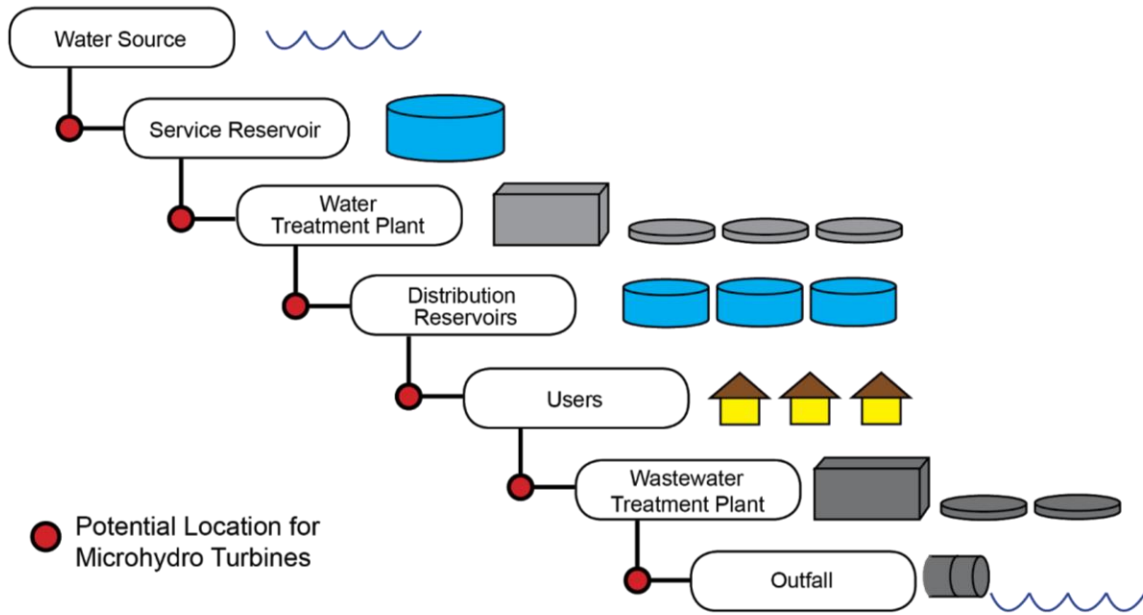 Water Source
Service Reservoir
Water
Treatment Plant
Distribution
Reservoirs
Users
Wastewater
Treatment Plant
Outfall
Potential Location for
Microhydro Turbines